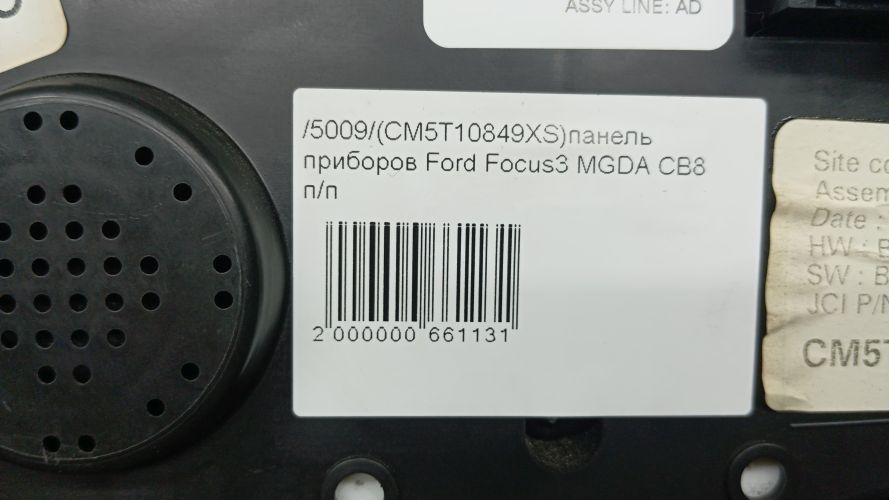 ASSY LINE: AD
/5009/(CM5T10849XS)панель
приборов Ford Focus3 MGDA CB8
п/п
2 000000 661131
Site
Assem
Date :
HW : B
SW : B
JCI P/N
CM5T